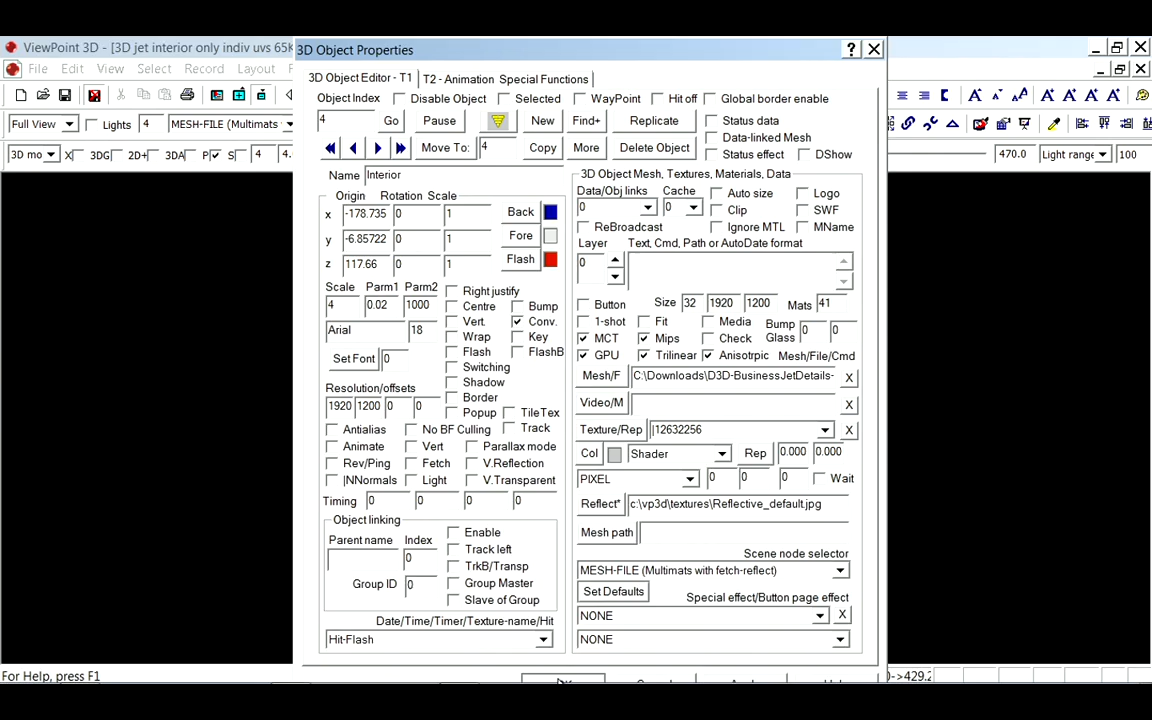 ViewPoint 3D - [3D jet interior only indiv uvs 65K
3D Object Properties
File Edit View Select Record Layout
3D Object Editor - T1 T2 - Animation Special Functions
Object Index Disable Object Selected WayPoint Hit off Global border enable
4 Go Pause New Find+ Replicate Status data
Data-linked Mesh
Move To: 4 Copy More Delete Object Status effect DShow
Full View Lights 4 MESH-FILE (Multimats
3D mo X 3DG 2D+ 3DA P S 4 4. 470.0 Light range 100
Name Interior
3D Object Mesh, Textures, Materials, Data
Origin Rotation Scale
x -178.735 0 1 Back
y -6.85722 0 1 Fore
z 117.66 0 1 Flash
Scale Parm1 Parm2 Right justify
4 0.02 1000 Centre Bump
Arial 18 Vert. Conv.
Wrap Key
Set Font 0 Flash FlashB
Switching
Resolution/offsets Shadow
1920 1200 0 0 Border
Popup TileTex
Antialias No BF Culling Track
Animate Vert Parallax mode
Rev/Ping Fetch V.Reflection
|NNormals Light V.Transparent
Timing 0 0 0 0
Object linking
Parent name Index Enable
0 Track left
TrkB/Transp
Group ID 0 Group Master
Slave of Group
Date/Time/Timer/Texture-name/Hit
Hit-Flash
Data/Obj links Cache Auto size Logo
0 0 Clip SWF
ReBroadcast Ignore MTL MName
Layer Text, Cmd, Path or AutoDate format
0
Button Size 32 1920 1200 Mats 41
1-shot Fit Media Bump 0 0
MCT Mips Check Glass
GPU Trilinear Anisotrpic Mesh/File/Cmd
Mesh/F C:\Downloads\D3D-BusinessJetDetails- X
Video/M X
Texture/Rep |12632256 X
Col Shader Rep 0.000 0.000
PIXEL 0 0 0 Wait
Reflect* c:\vp3d\textures\Reflective_default.jpg
Mesh path
Scene node selector
MESH-FILE (Multimats with fetch-reflect)
Set Defaults Special effect/Button page effect
NONE X
NONE
For Help, press F1